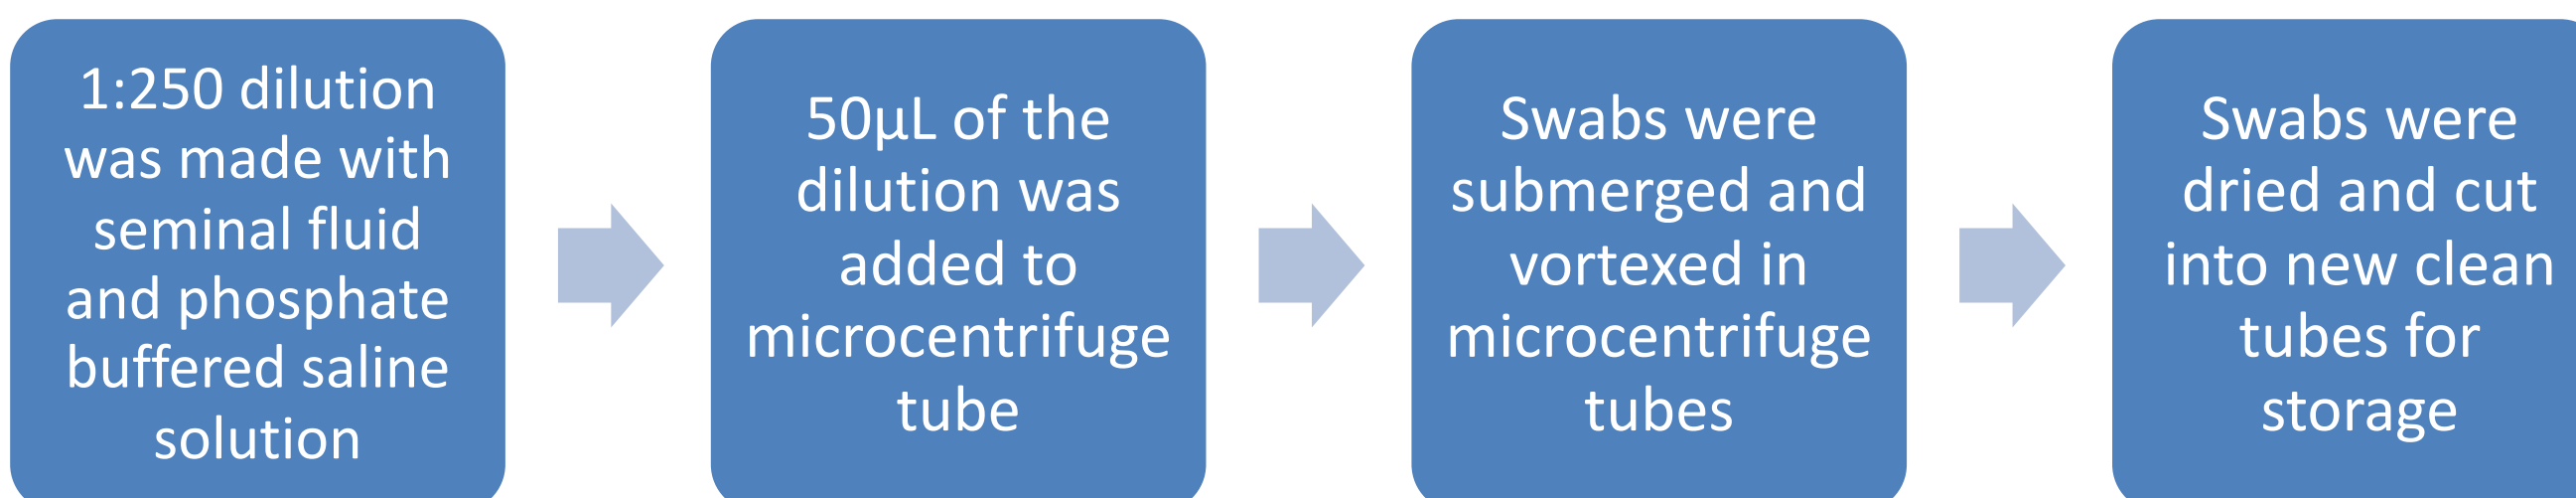 1:250 dilution
was made with
seminal fluid
and phosphate
buffered saline
solution
50µL of the
dilution was
added to
microcentrifuge
tube
Swabs were
submerged and
vortexed in
microcentrifuge
tubes
Swabs were
dried and cut
into new clean
tubes for
storage